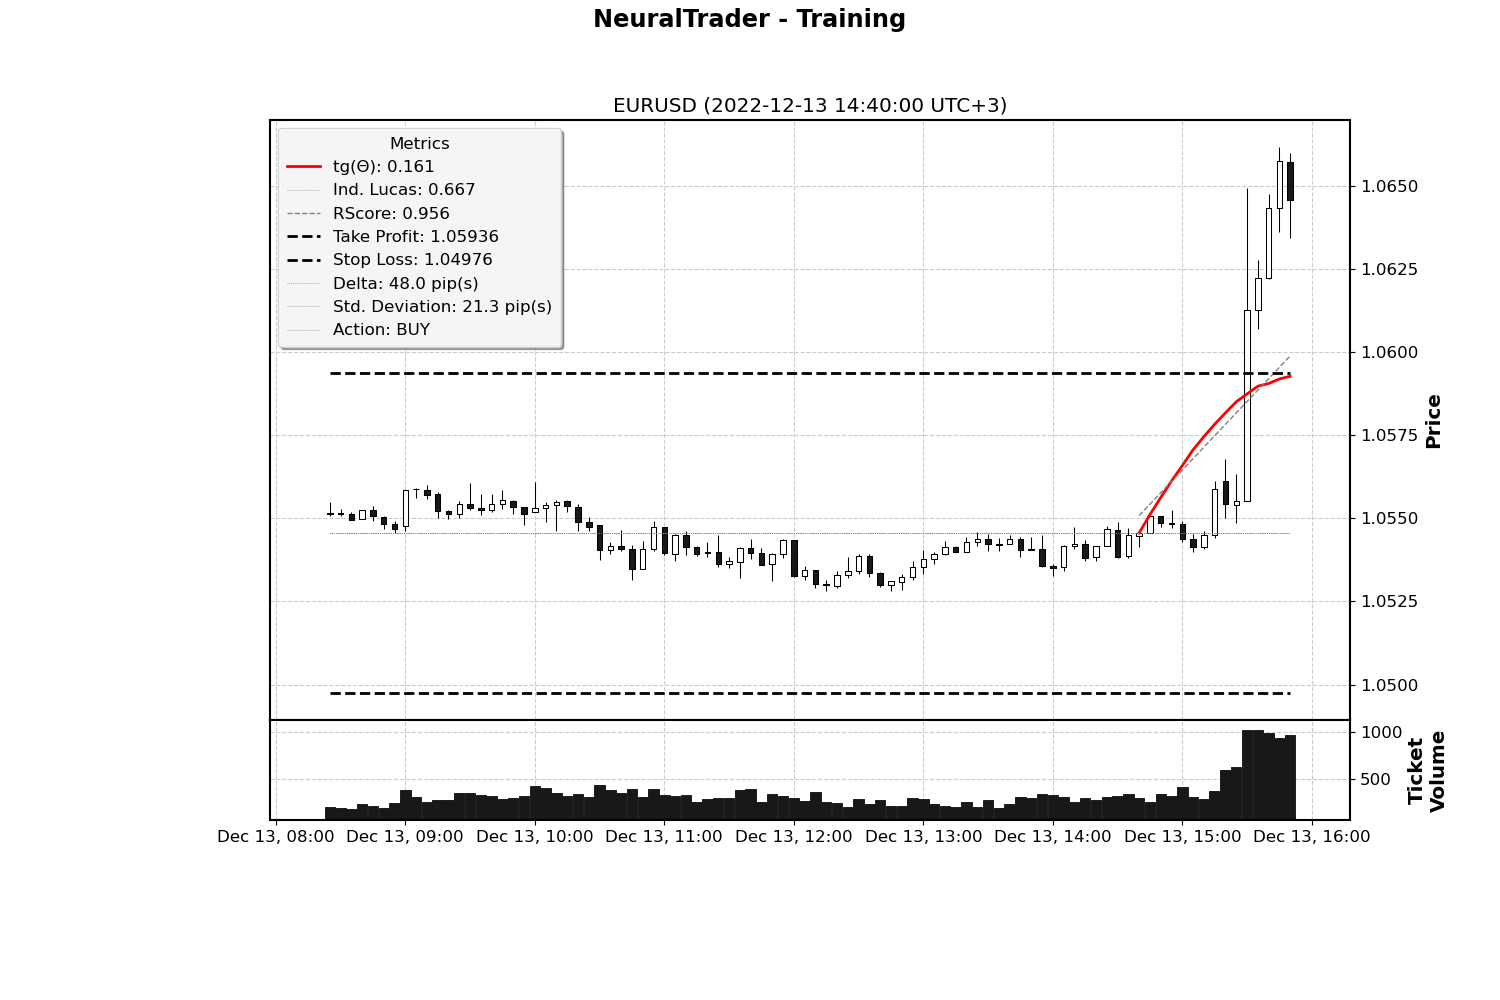 NeuralTrader - Training
EURUSD (2022-12-13 14:40:00 UTC+3)
Metrics
tg(Θ): 0.161
Ind. Lucas: 0.667
RScore: 0.956
Take Profit: 1.05936
Stop Loss: 1.04976
Delta: 48.0 pip(s)
Std. Deviation: 21.3 pip(s)
Action: BUY
1.0650
1.0625
1.0600
1.0575
1.0550
1.0525
1.0500
Price
1000
500
Ticket
Volume
Dec 13, 08:00 Dec 13, 09:00 Dec 13, 10:00 Dec 13, 11:00 Dec 13, 12:00 Dec 13, 13:00 Dec 13, 14:00 Dec 13, 15:00 Dec 13, 16:00